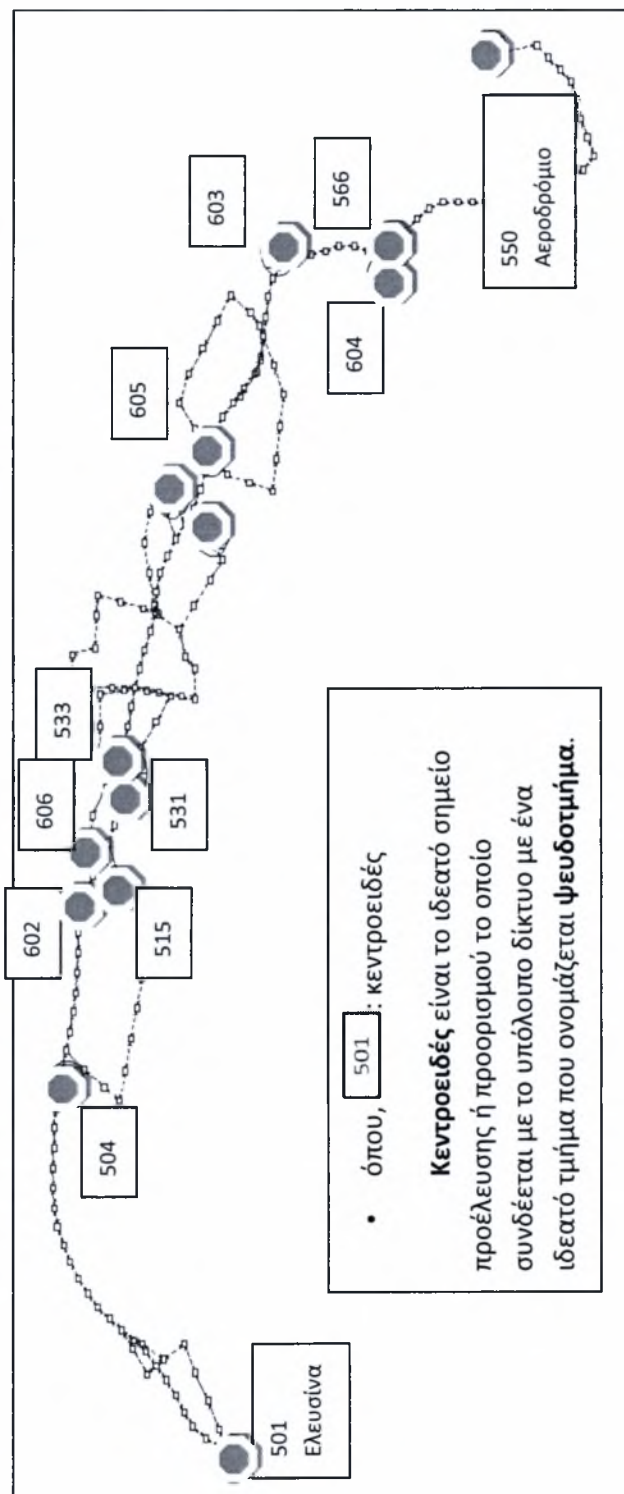 602
606
533
605
603
566
604
550
Αεροδρόμιο
531
515
504
501
Ελευσίνα
• όπου, 501 : κεντροειδές
Κεντροειδές είναι το ιδεατό σημείο
προέλευσης ή προορισμού το οποίο
συνδέεται με το υπόλοιπο δίκτυο με ένα
ιδεατό τμήμα που ονομάζεται ψευδοτμήμα.